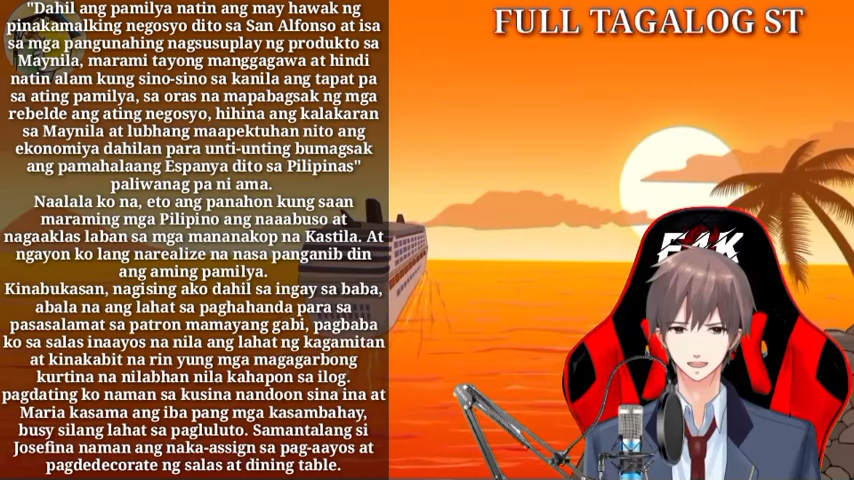 "Dahil ang pamilya natin ang may hawak ng
pinakamalking negosyo dito sa San Alfonso at isa
sa mga pangunahing nagsusuplay ng produkto sa
Maynila, marami tayong manggagawa at hindi
natin alam kung sino-sino sa kanila ang tapat pa
sa ating pamilya, sa oras na mapabagsak ng mga
rebelde ang ating negosyo, hihina ang kalakaran
sa Maynila at lubhang maapektuhan nito ang
ekonomiya dahilan para unti-unting bumagsak
ang pamahalaang Espanya dito sa Pilipinas"
paliwanag pa ni ama.
Naalala ko na, eto ang panahon kung saan
maraming mga Pilipino ang naaabuso at
nagaaklas laban sa mga mananakop na Kastila. At
ngayon ko lang narealize na nasa panganib din
ang aming pamilya.
Kinabukasan, nagising ako dahil sa ingay sa baba,
abala na ang lahat sa paghahanda para sa
pasasalamat sa patron mamayang gabi, pagbaba
ko sa salas inaayos na nila ang lahat ng kagamitan
at kinakabit na rin yung mga magagarbong
kurtina na nilabhan nila kahapon sa ilog.
pagdating ko naman sa kusina nandoon sina ina at
Maria kasama ang iba pang mga kasambahay,
busy silang lahat sa pagluluto. Samantalang si
Josefina naman ang naka-assign sa pag-aayos at
pagdedecorate ng salas at dining table.
FULL TAGALOG ST